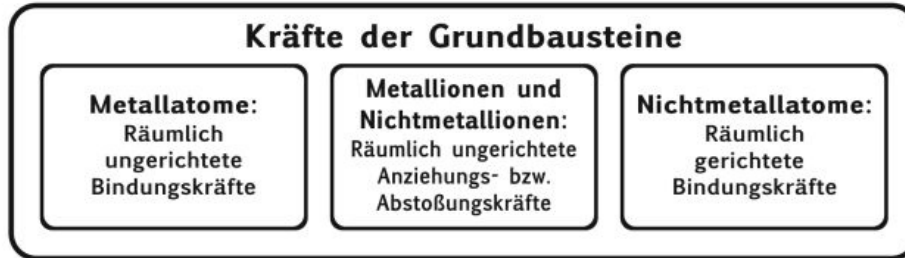 Kräfte der Grundbausteine
Metallatome:
Räumlich
ungerichtete
Bindungskräfte
Metallionen und
Nichtmetallionen:
Räumlich ungerichtete
Anziehungs- bzw.
Abstoßungskräfte
Nichtmetallatome:
Räumlich
gerichtete
Bindungskräfte